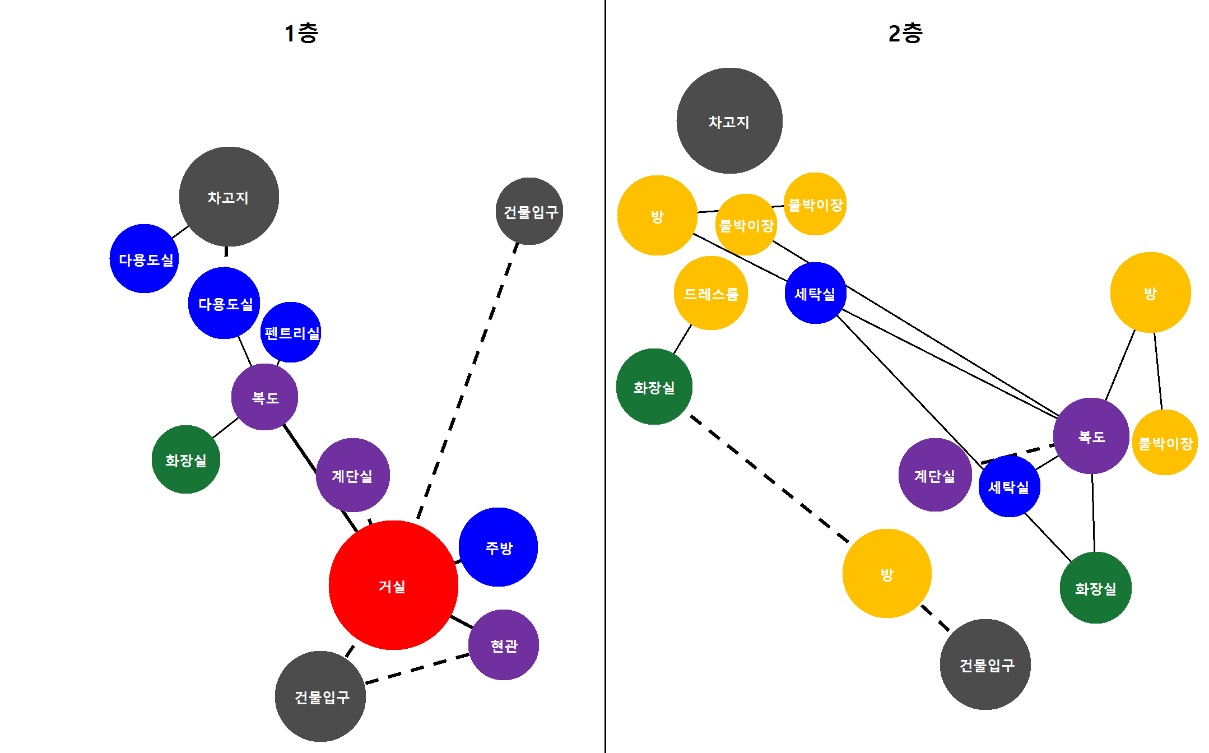 1층
차고지
건물입구
다용도실
다용도실
펜트리실
복도
화장실
계단실
주방
거실
현관
건물입구
2층
차고지
방
붙박이장
붙박이장
드레스룸
세탁실
방
화장실
복도
붙박이장
계단실
세탁실
방
화장실
건물입구